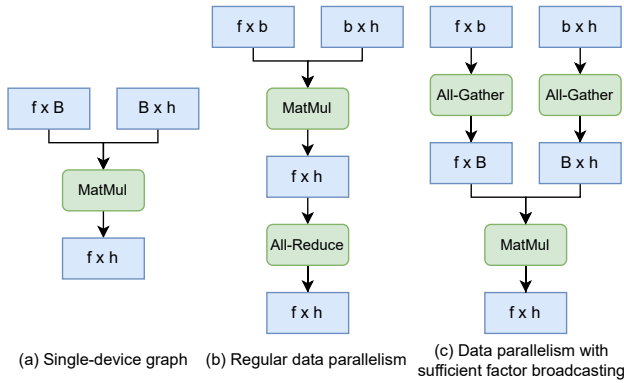 f x B
B x h
MatMul
f x h
(a) Single-device graph
f x b
b x h
MatMul
f x h
All-Reduce
f x h
(b) Regular data parallelism
f x b
b x h
All-Gather
All-Gather
f x B
B x h
MatMul
f x h
(c) Data parallelism with
sufficient factor broadcasting